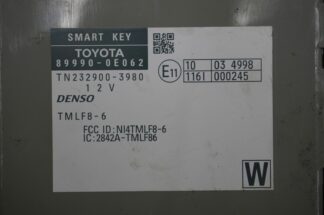 SMART KEY
TOYOTA
89990-0E062
TN232900-3980
12V
DENSO
TMLF8-6
FCC ID: NI4TMLF8-6
IC: 2842A-TMLF86
E11
10 03 4998
116I 000245
W